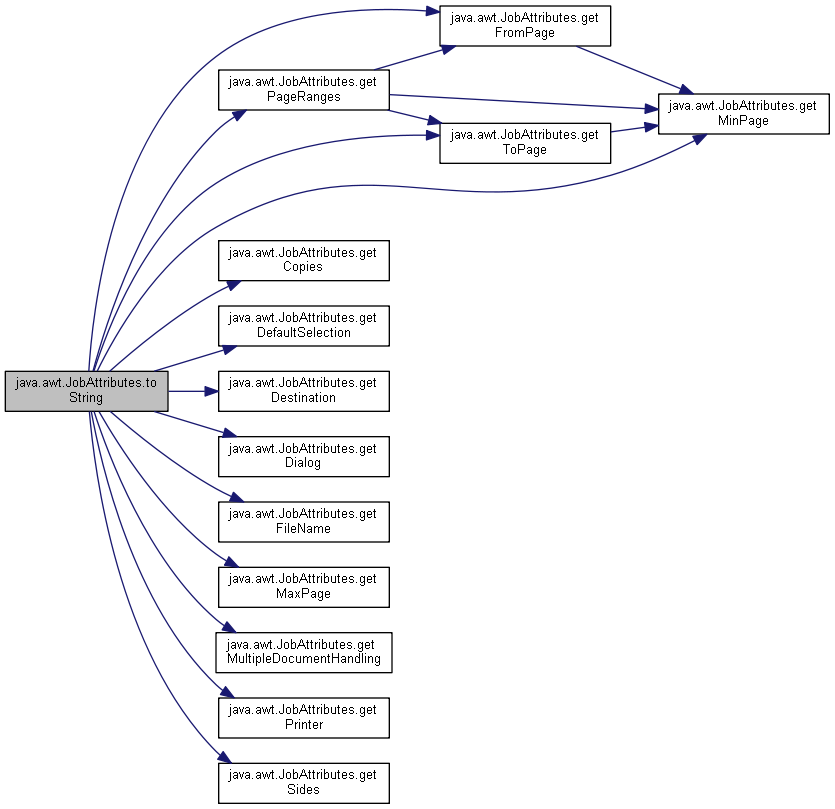 java.awt.JobAttributes.get
FromPage
java.awt.JobAttributes.get
PageRanges
java.awt.JobAttributes.get
MinPage
java.awt.JobAttributes.get
ToPage
java.awt.JobAttributes.get
Copies
java.awt.JobAttributes.get
DefaultSelection
java.awt.JobAttributes.to
String
java.awt.JobAttributes.get
Destination
java.awt.JobAttributes.get
Dialog
java.awt.JobAttributes.get
FileName
java.awt.JobAttributes.get
MaxPage
java.awt.JobAttributes.get
MultipleDocumentHandling
java.awt.JobAttributes.get
Printer
java.awt.JobAttributes.get
Sides